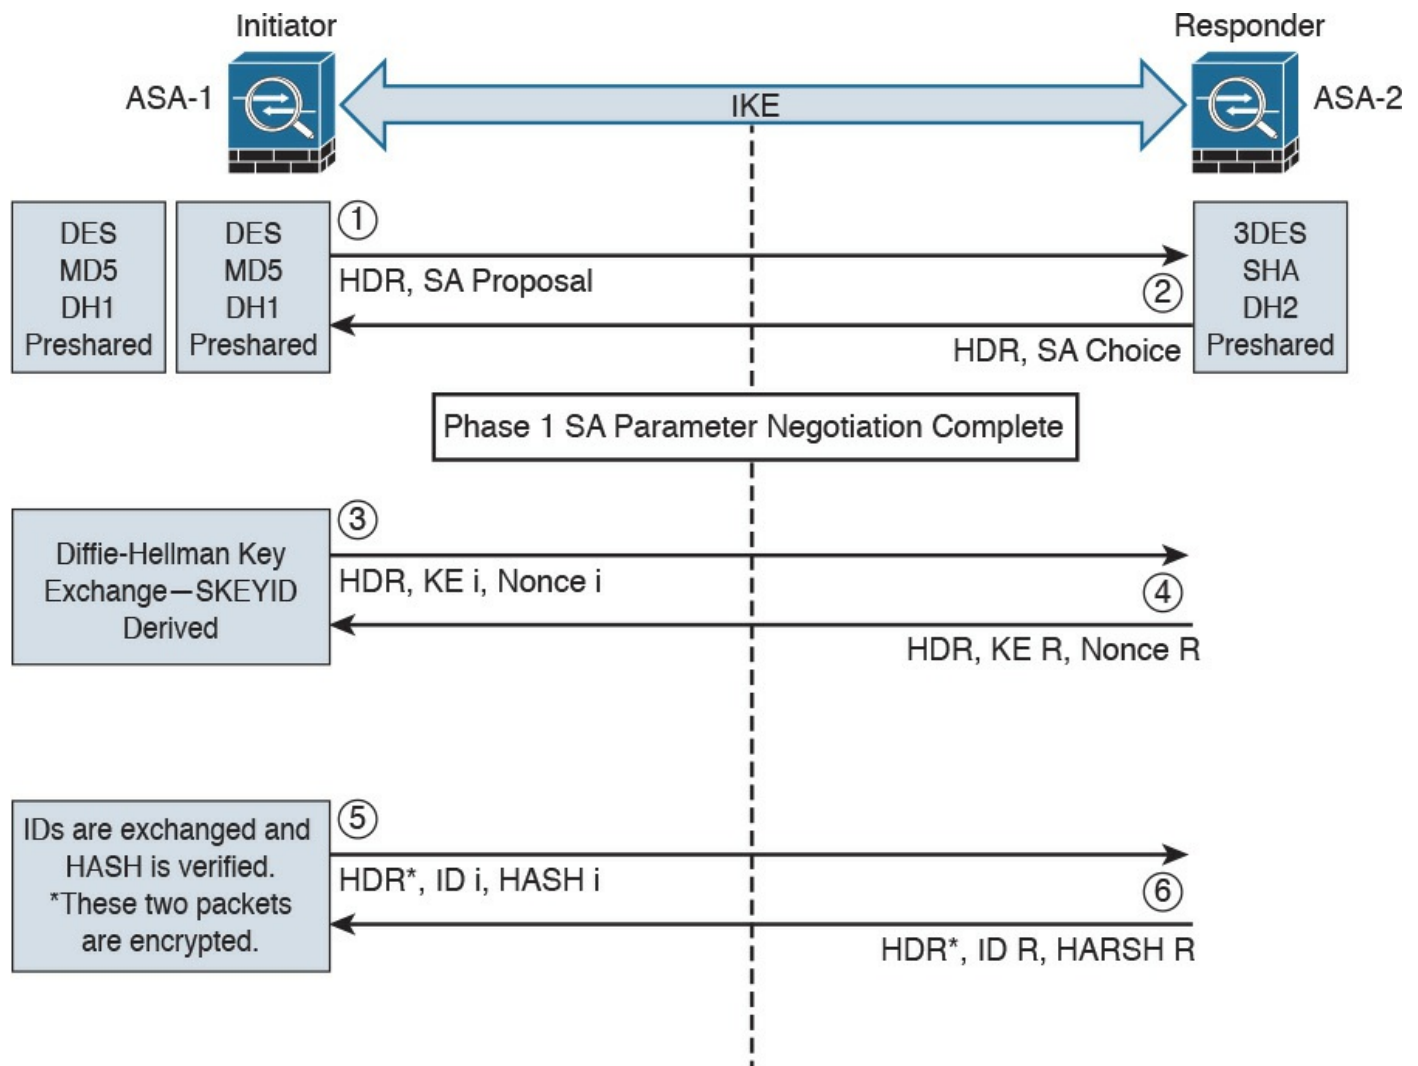 Initiator
Responder
ASA-1
IKE
ASA-2
DES
MD5
DH1
Preshared
DES
MD5
DH1
Preshared
1
HDR, SA Proposal
2
HDR, SA Choice
3DES
SHA
DH2
Preshared
Phase 1 SA Parameter Negotiation Complete
Diffie-Hellman Key
Exchange—SKEYID
Derived
3
HDR, KE i, Nonce i
4
HDR, KE R, Nonce R
IDs are exchanged and
HASH is verified.
*These two packets
are encrypted.
5
HDR*, ID i, HASH i
6
HDR*, ID R, HARSH R